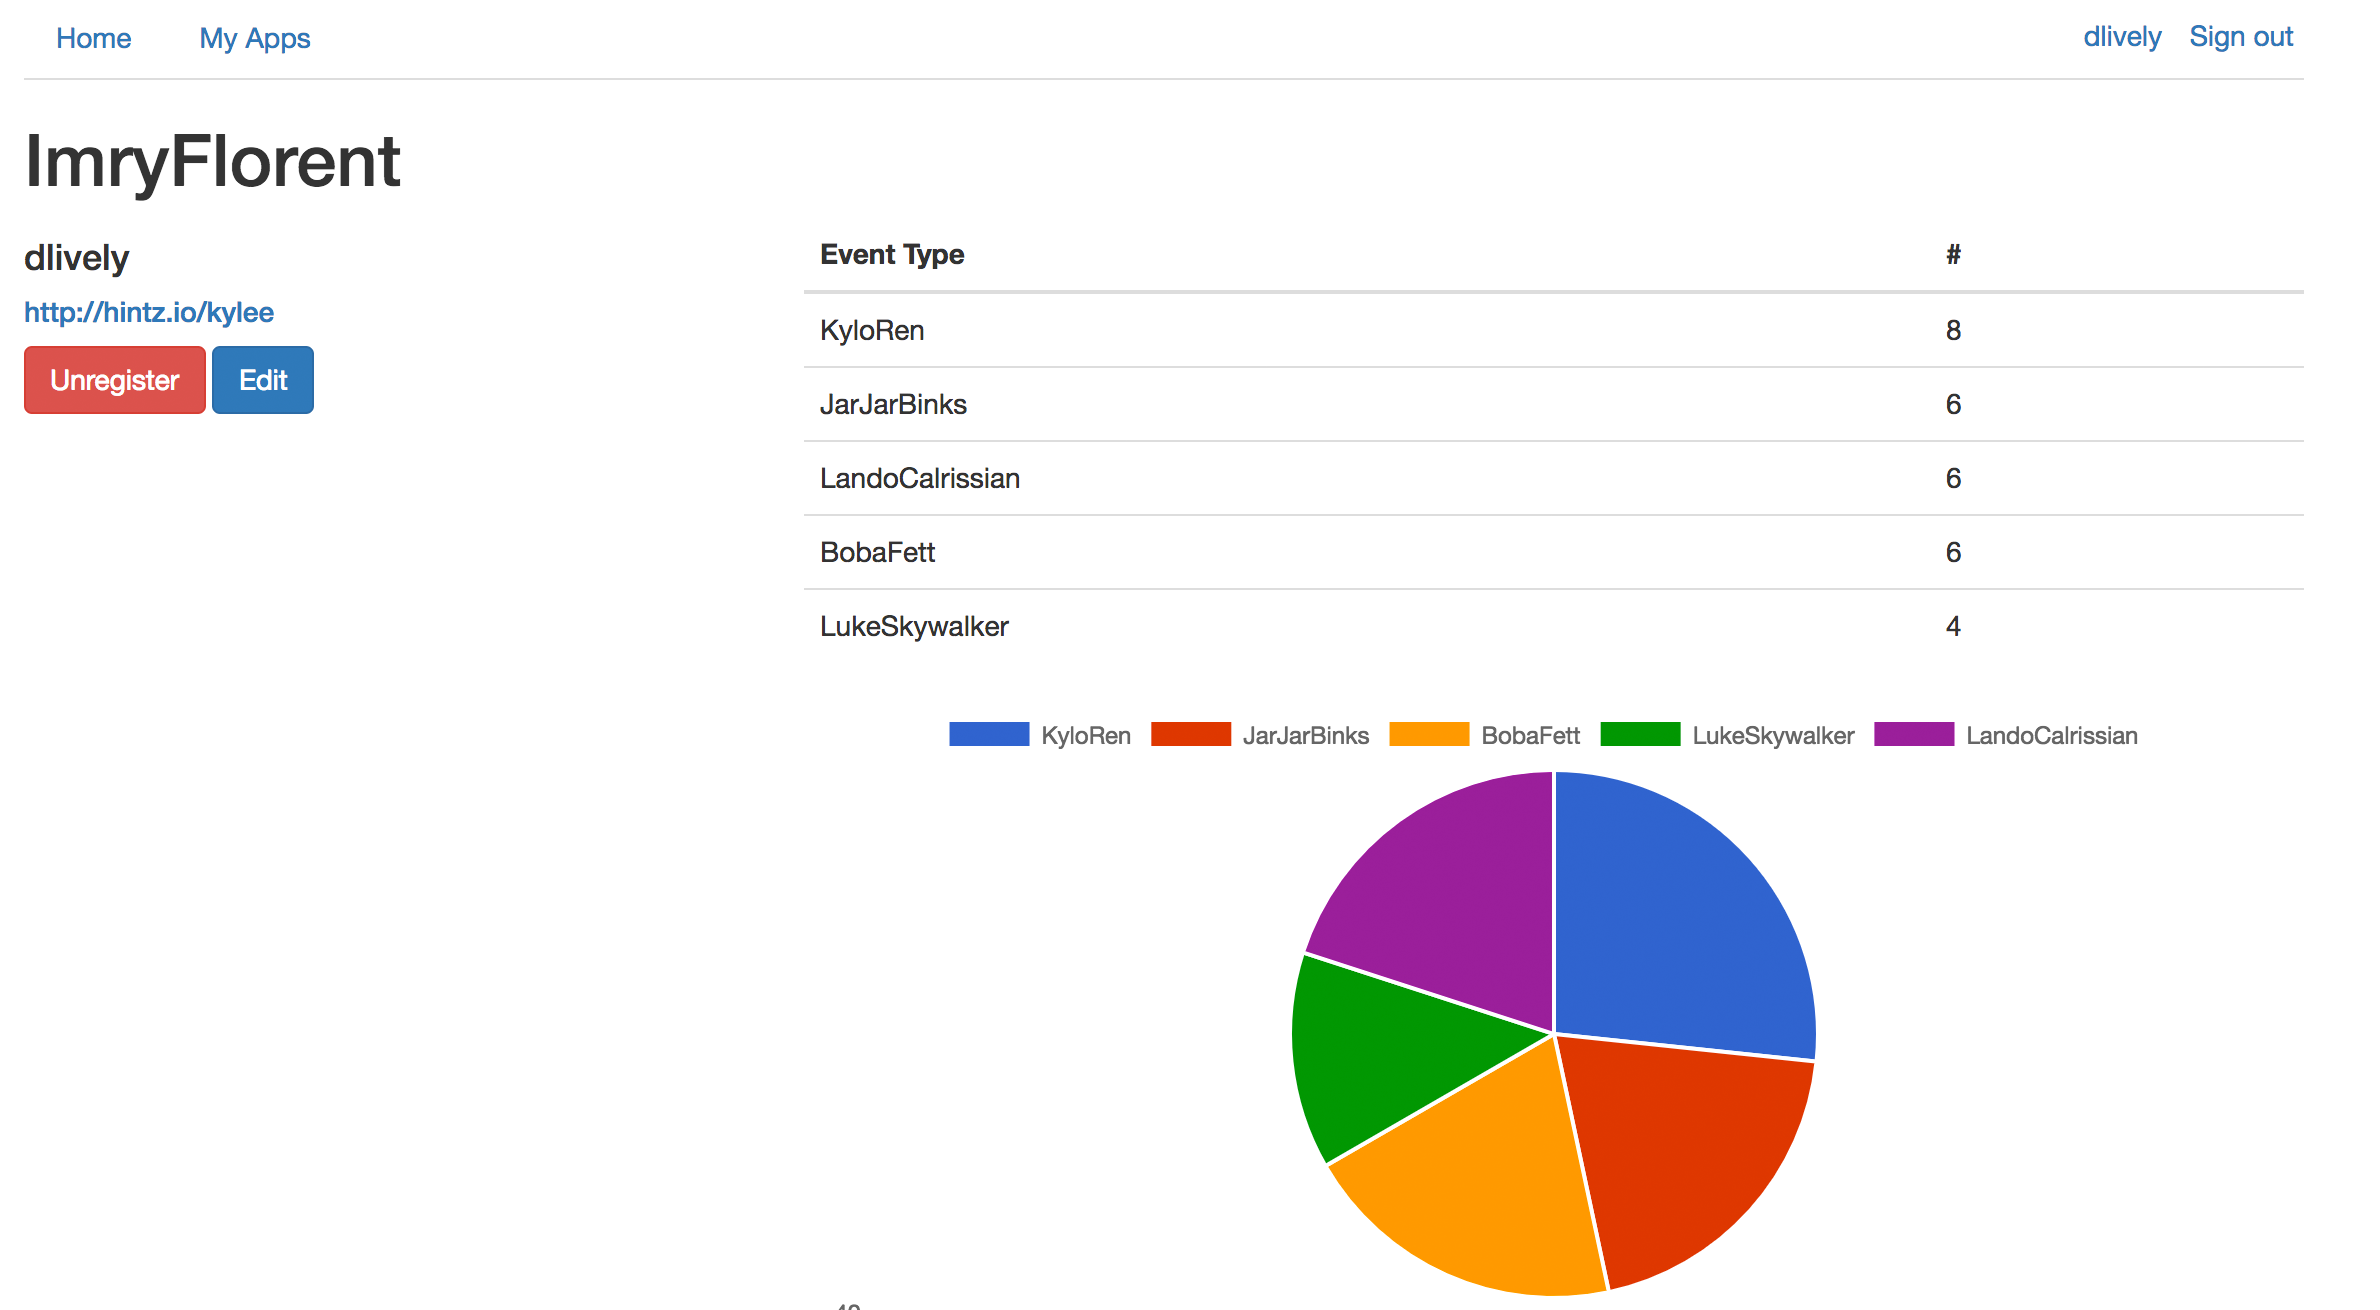 Home My Apps dlively Sign out
ImryFlorent
dlively
http://hintz.io/kylee
Unregister Edit
Event Type #
KyloRen 8
JarJarBinks 6
LandoCalrissian 6
BobaFett 6
LukeSkywalker 4
KyloRen JarJarBinks BobaFett LukeSkywalker LandoCalrissian